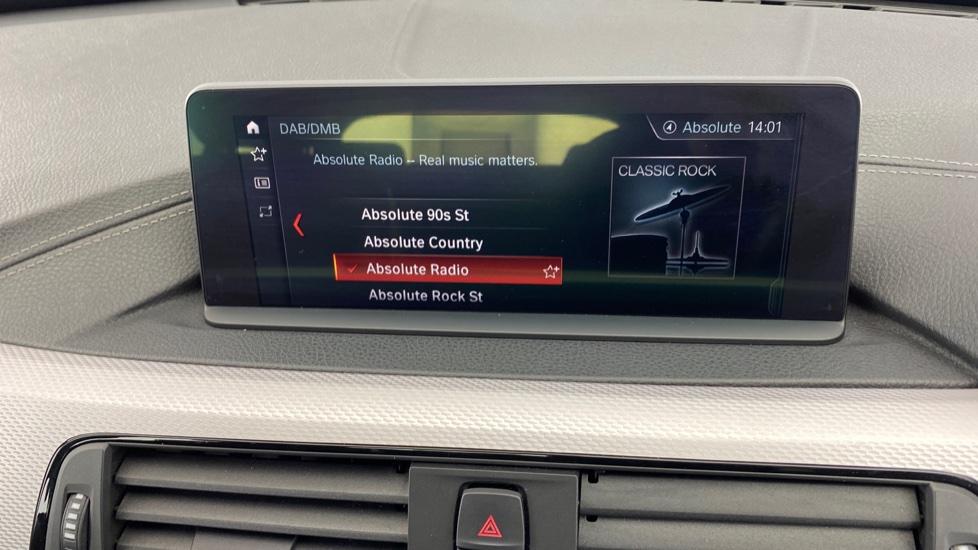 DAB/DMB
Absolute 14:01
Absolute Radio -- Real music matters.
CLASSIC ROCK
Absolute 90s St
Absolute Country
Absolute Radio
Absolute Rock St